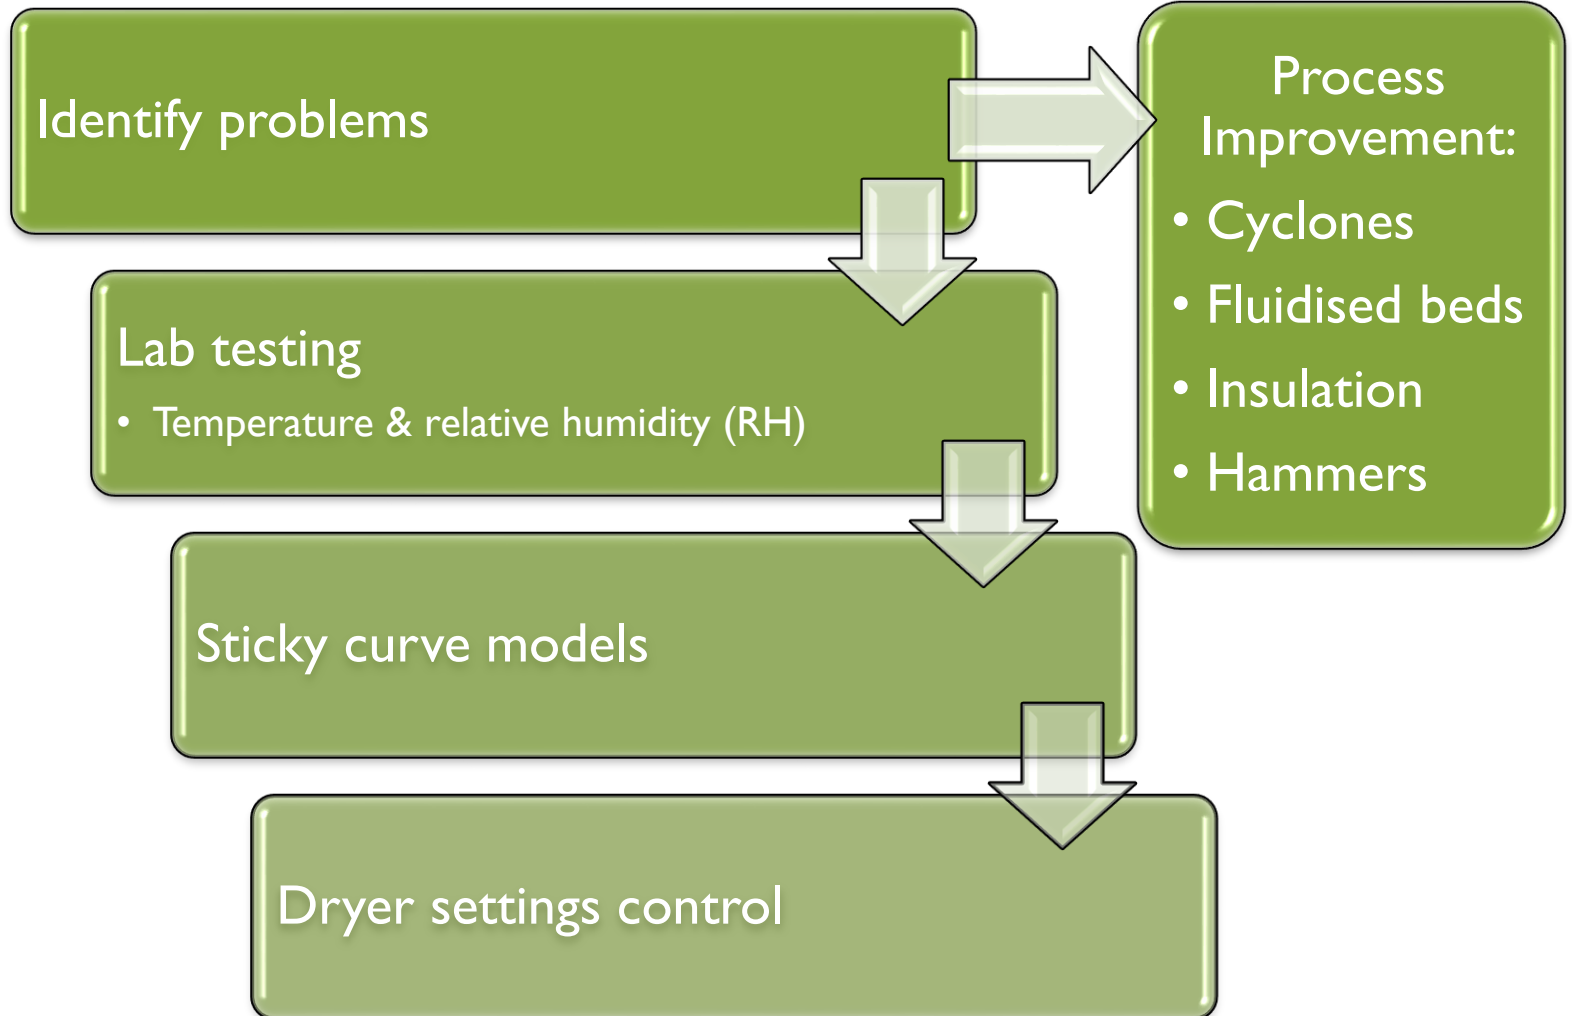 Identify problems
Lab testing
• Temperature & relative humidity (RH)
Sticky curve models
Dryer settings control
Process
Improvement:
• Cyclones
• Fluidised beds
• Insulation
• Hammers